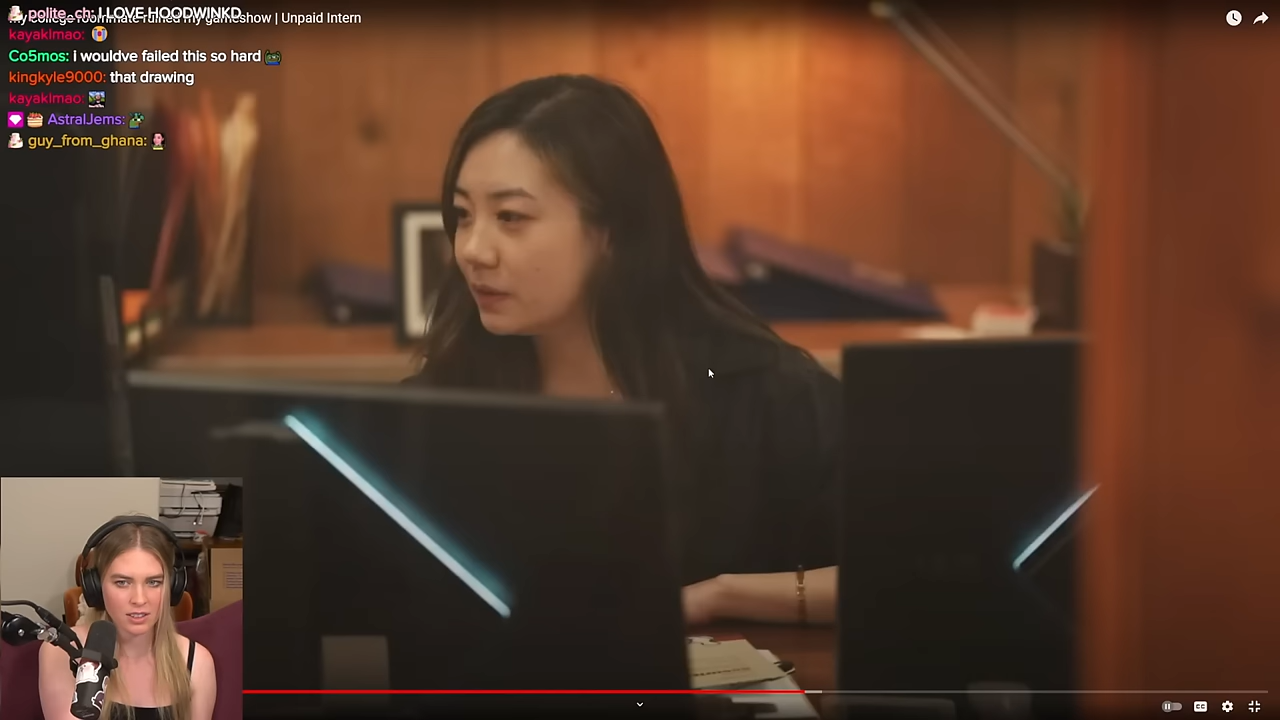 polite_ch: I LOVE HOODWINKD
my college roommate ruined my gameshow | Unpaid Intern
kayaklmao:
Co5mos: i wouldve failed this so hard
kingkyle9000: that drawing
kayaklmao:
AstralJems:
guy_from_ghana:
CC